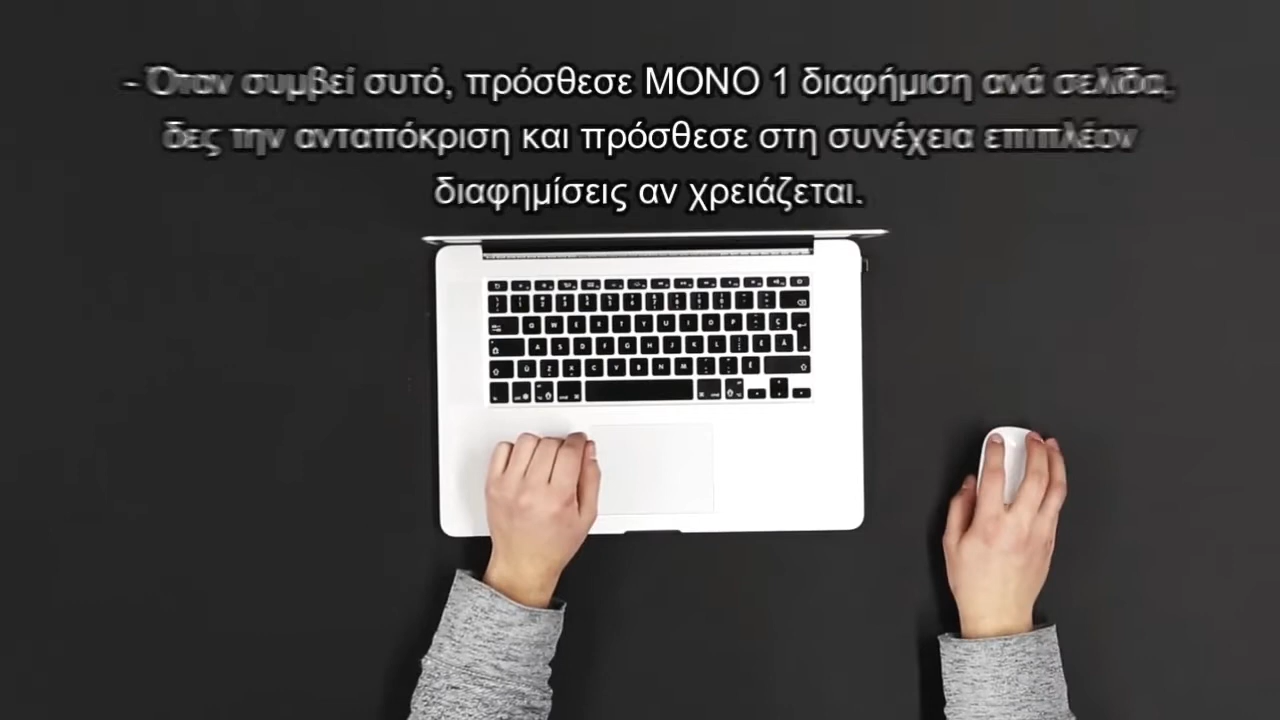 - Όταν συμβεί συτό, πρόσθεσε ΜΟΝΟ 1 διαφήμιση ανά σελίδα,
δες την ανταπόκριση και πρόσθεσε στη συνέχεια επιπλέον
διαφημίσεις αν χρειάζεται.